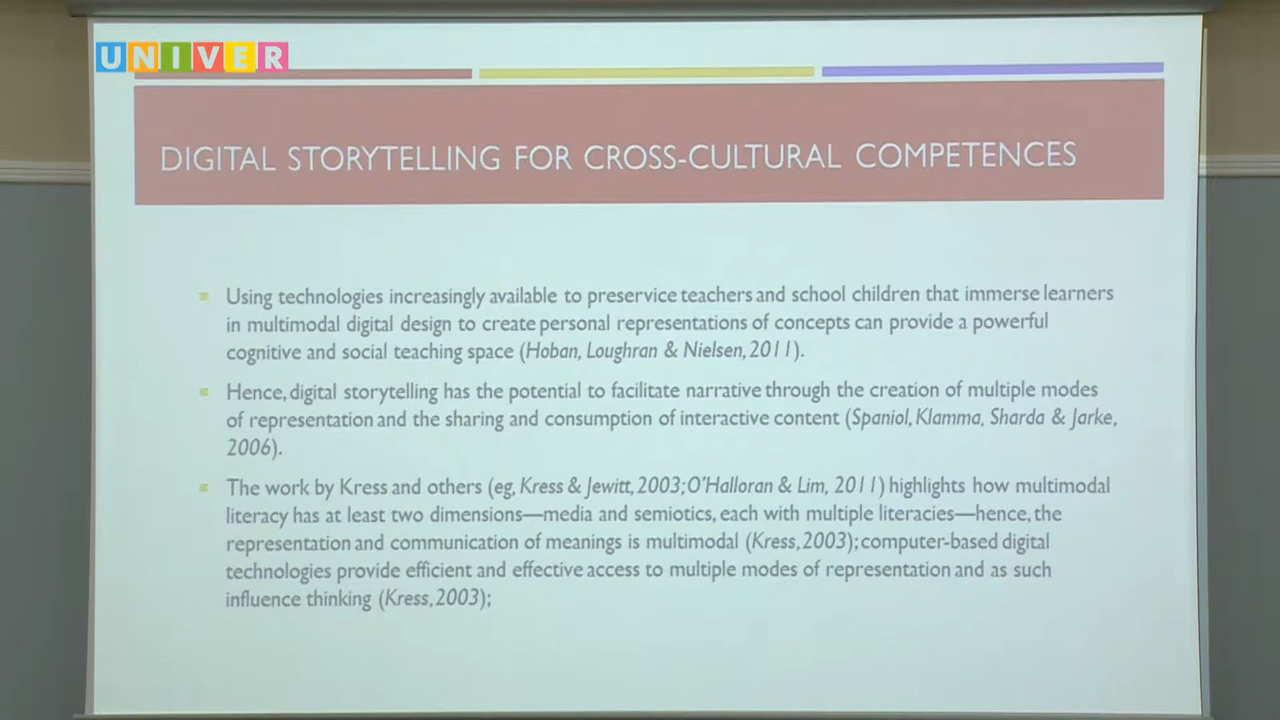 UNIVER
DIGITAL STORYTELLING FOR CROSS-CULTURAL COMPETENCES
Using technologies increasingly available to preservice teachers and school children that immerse learners
in multimodal digital design to create personal representations of concepts can provide a powerful
cognitive and social teaching space (Hoban, Loughran & Nielsen, 2011).
Hence, digital storytelling has the potential to facilitate narrative through the creation of multiple modes
of representation and the sharing and consumption of interactive content (Spaniol, Klamma, Sharda & Jarke,
2006).
The work by Kress and others (eg, Kress & Jewitt, 2003; O'Halloran & Lim, 2011) highlights how multimodal
literacy has at least two dimensions—media and semiotics, each with multiple literacies—hence, the
representation and communication of meanings is multimodal (Kress, 2003); computer-based digital
technologies provide efficient and effective access to multiple modes of representation and as such
influence thinking (Kress, 2003);